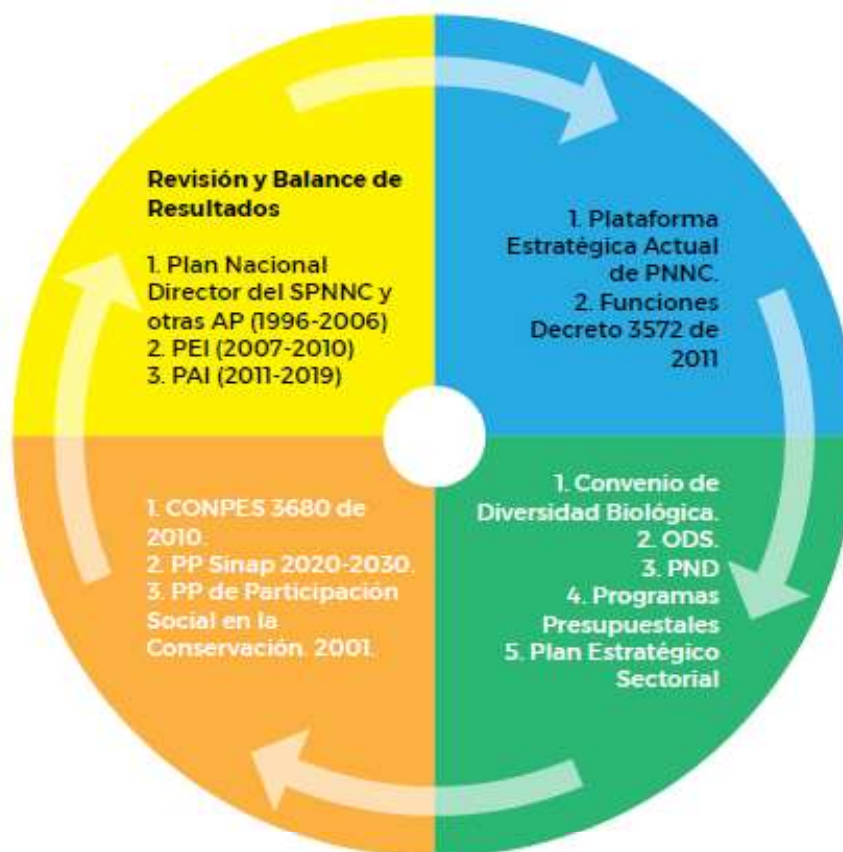 Revisión y Balance de
Resultados
1. Plan Nacional
Director del SPNNC y
otras AP (1996-2006)
2. PEI (2007-2010)
3. PAI (2011-2019)
1. Plataforma
Estratégica Actual
de PNNC.
2. Funciones
Decreto 3572 de
2011
1. Convenio de
Diversidad Biológica.
2. ODS.
3. PND
4. Programas
Presupuestales
5. Plan Estratégico
Sectorial
1. CONPES 3680 de
2010.
2. PP Sinap 2020-2030.
3. PP de Participación
Social en la
Conservación. 2001.